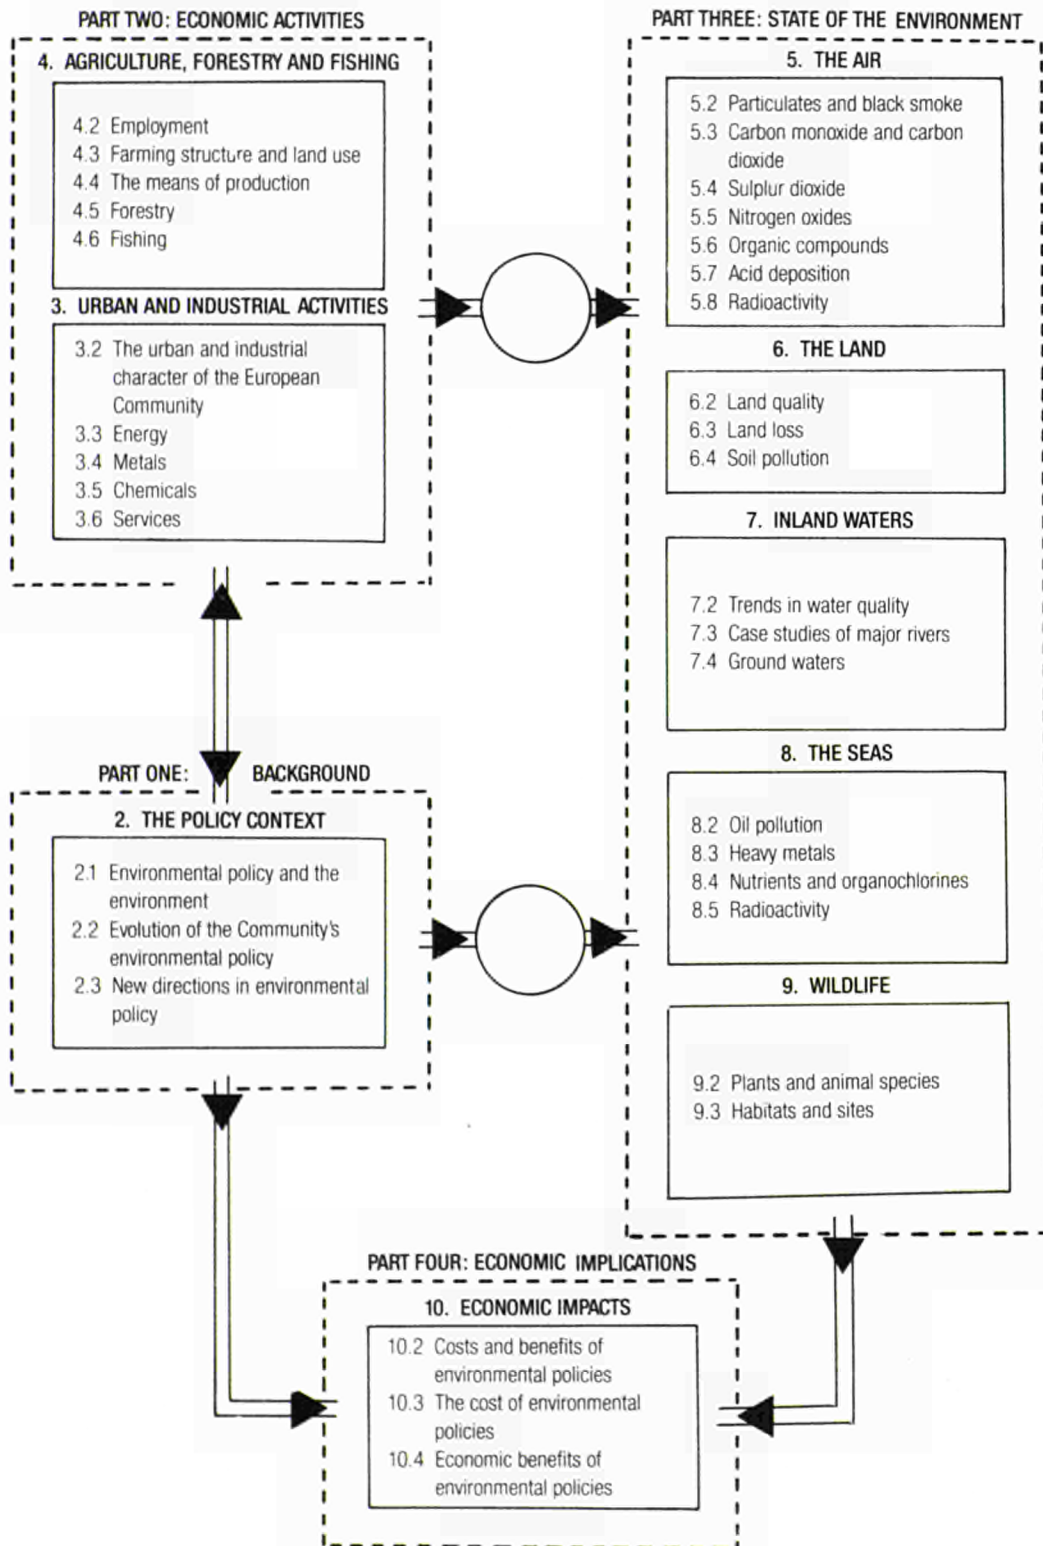 PART TWO: ECONOMIC ACTIVITIES
4. AGRICULTURE, FORESTRY AND FISHING
4.2 Employment
4.3 Farming structure and land use
4.4 The means of production
4.5 Forestry
4.6 Fishing
3. URBAN AND INDUSTRIAL ACTIVITIES
3.2 The urban and industrial
character of the European
Community
3.3 Energy
3.4 Metals
3.5 Chemicals
3.6 Services
PART ONE: BACKGROUND
2. THE POLICY CONTEXT
2.1 Environmental policy and the
environment
2.2 Evolution of the Community's
environmental policy
2.3 New directions in environmental
policy
PART THREE: STATE OF THE ENVIRONMENT
5. THE AIR
5.2 Particulates and black smoke
5.3 Carbon monoxide and carbon
dioxide
5.4 Sulplur dioxide
5.5 Nitrogen oxides
5.6 Organic compounds
5.7 Acid deposition
5.8 Radioactivity
6. THE LAND
6.2 Land quality
6.3 Land loss
6.4 Soil pollution
7. INLAND WATERS
7.2 Trends in water quality
7.3 Case studies of major rivers
7.4 Ground waters
8. THE SEAS
8.2 Oil pollution
8.3 Heavy metals
8.4 Nutrients and organochlorines
8.5 Radioactivity
9. WILDLIFE
9.2 Plants and animal species
9.3 Habitats and sites
PART FOUR: ECONOMIC IMPLICATIONS
10. ECONOMIC IMPACTS
10.2 Costs and benefits of
environmental policies
10.3 The cost of environmental
policies
10.4 Economic benefits of
environmental policies